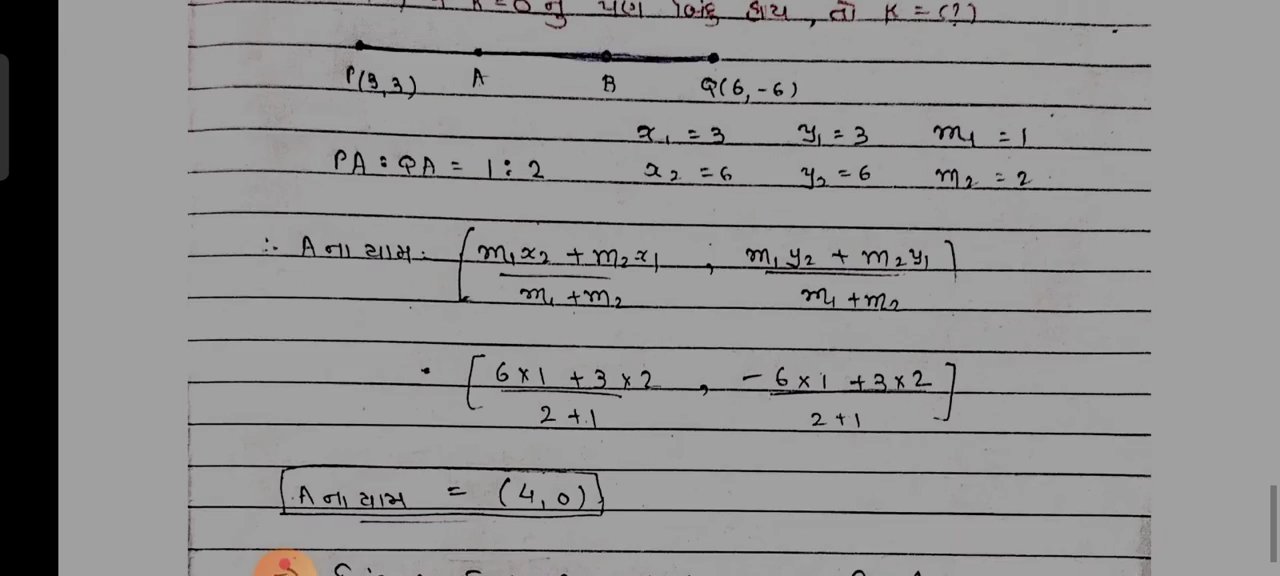 K=0 નું પણ બિંદુ હોય, તો K = (?)
P(3,3) A B Q(6,-6)
x₁ = 3 y₁ = 3 m₁ = 1
PA : QA = 1 : 2 x₂ = 6 y₂ = 6 m₂ = 2
∴ A ના યામ. [ m₁x₂ + m₂x₁ / m₁ + m₂ , m₁y₂ + m₂y₁ / m₁ + m₂ ]
[ 6 × 1 + 3 × 2 / 2 + 1 , - 6 × 1 + 3 × 2 / 2 + 1 ]
A ના યામ = (4,0)